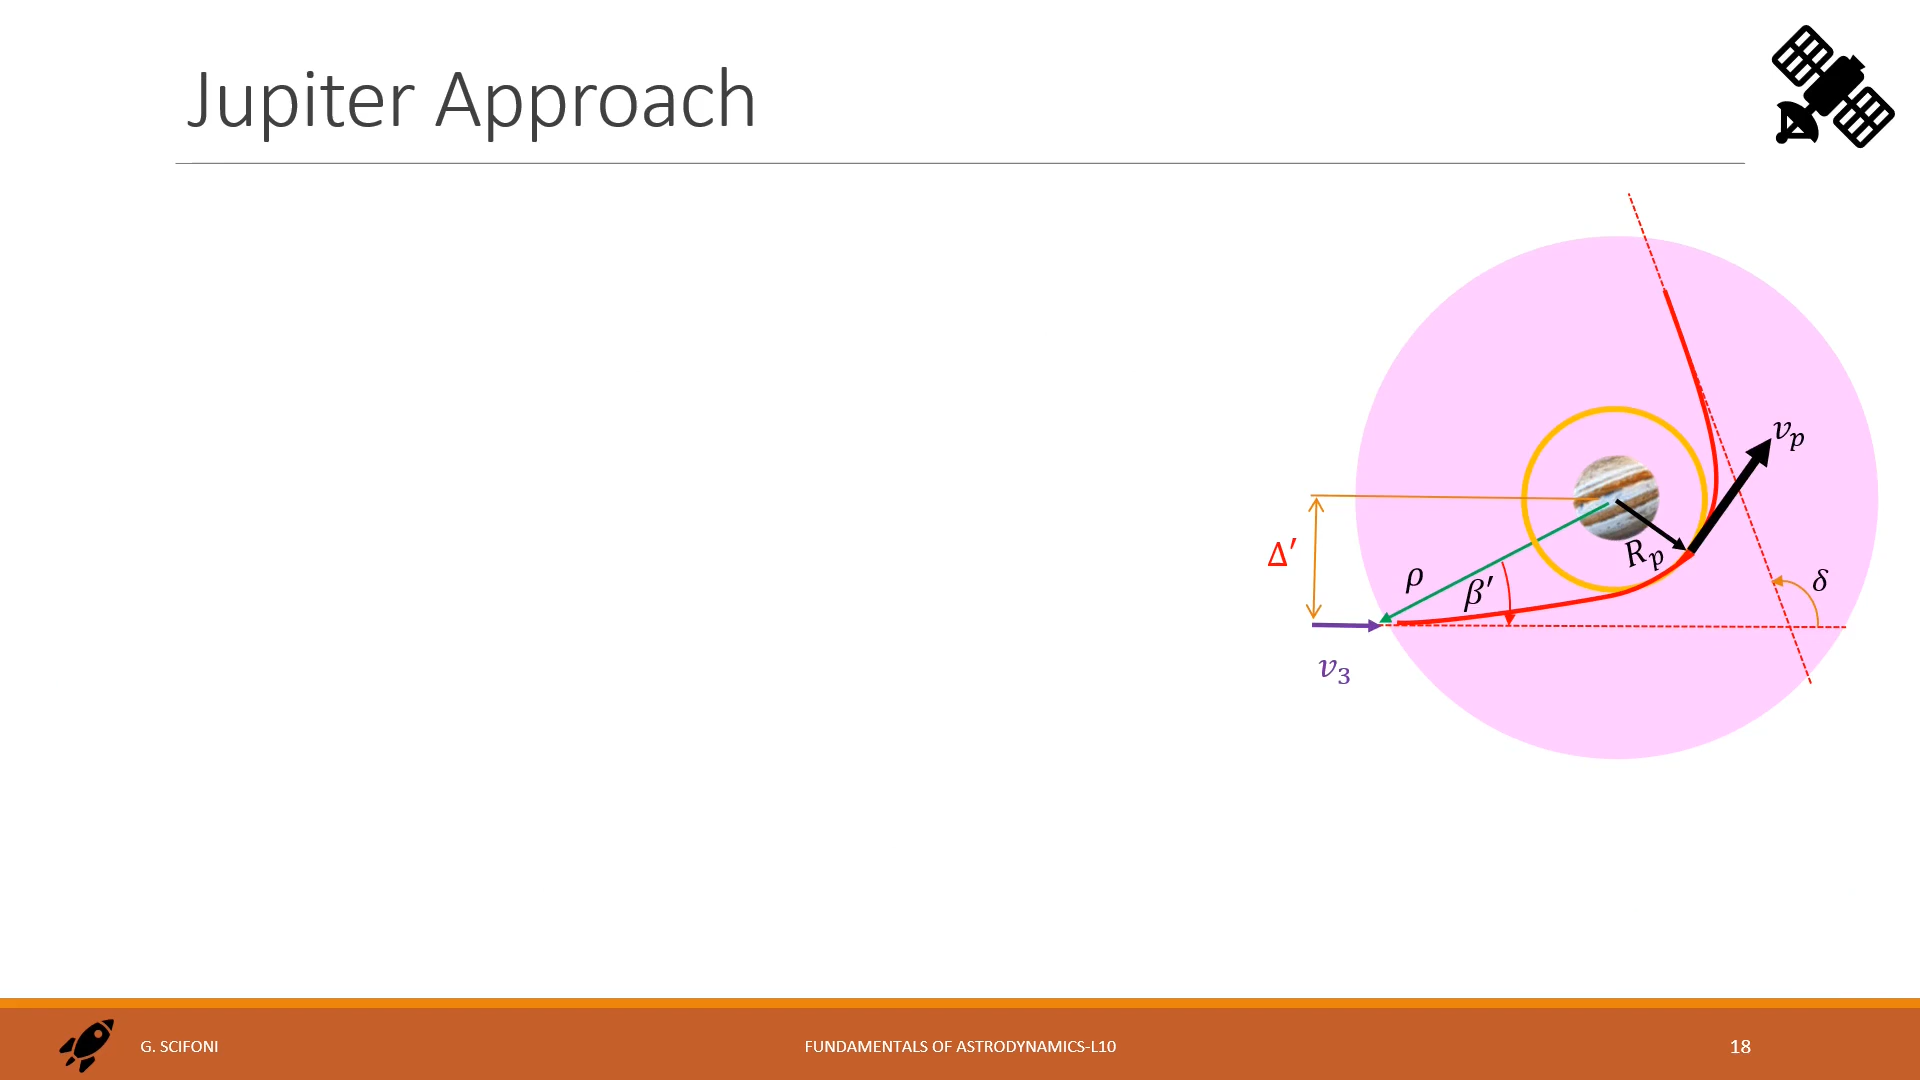 Jupiter Approach
v_p
Δ′
R_p
ρ
β′
δ
v_3
G. SCIFONI
FUNDAMENTALS OF ASTRODYNAMICS-L10
18